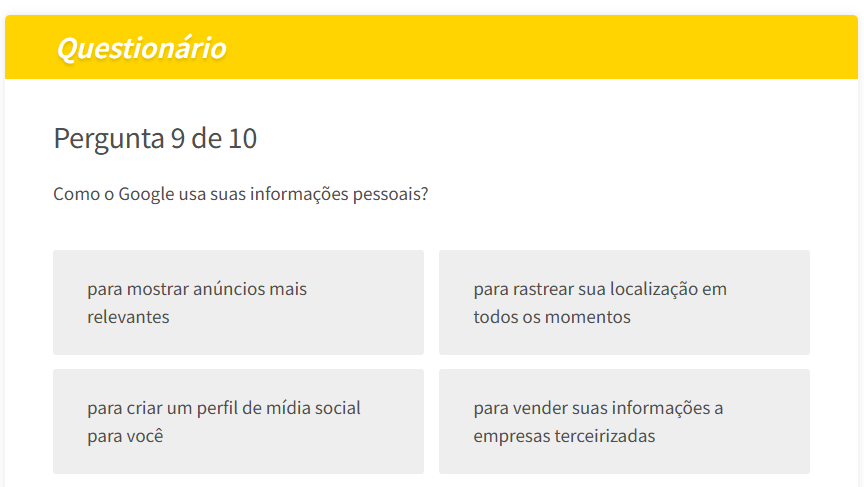 Questionário
Pergunta 9 de 10
Como o Google usa suas informações pessoais?
para mostrar anúncios mais
relevantes
para rastrear sua localização em
todos os momentos
para criar um perfil de mídia social
para você
para vender suas informações a
empresas terceirizadas